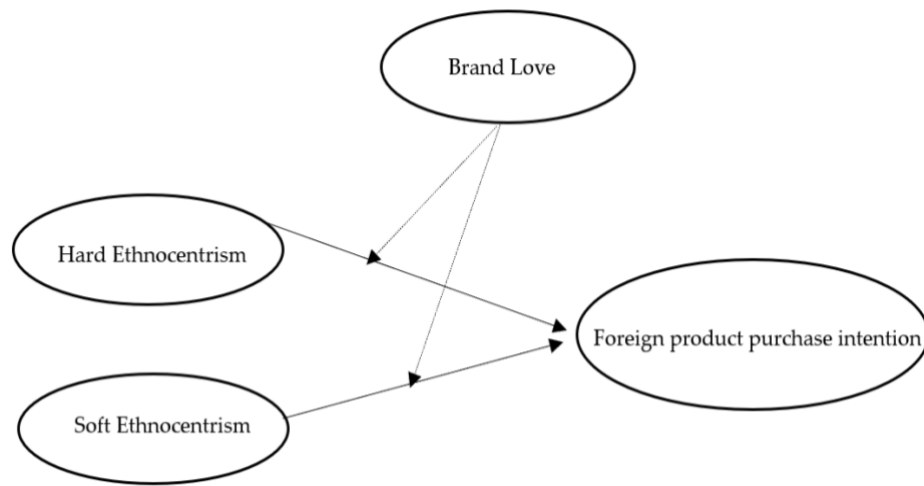 Brand Love
Hard Ethnocentrism
Foreign product purchase intention
Soft Ethnocentrism